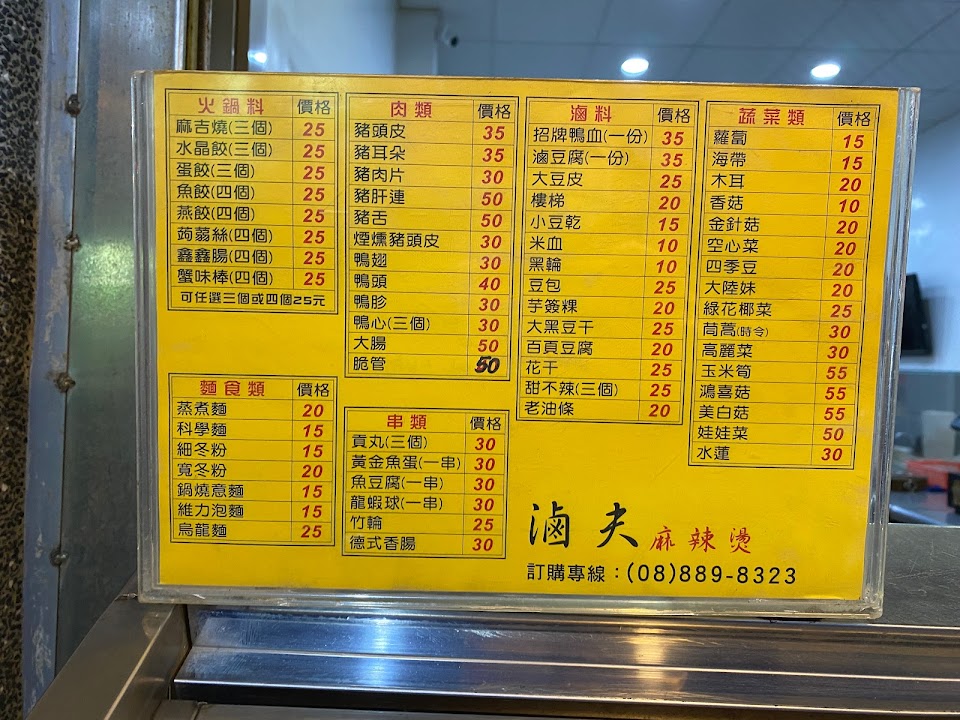 火鍋料 價格
麻吉燒(三個) 25
水晶餃(三個) 25
蛋餃(三個) 25
魚餃(四個) 25
燕餃(四個) 25
蒟蒻絲(四個) 25
鑫鑫腸(四個) 25
蟹味棒(四個) 25
可任選三個或四個25元
麵食類 價格
蒸煮麵 20
科學麵 15
細冬粉 15
寬冬粉 20
鍋燒意麵 15
維力泡麵 15
烏龍麵 25
肉類 價格
豬頭皮 35
豬耳朵 35
豬肉片 30
豬肝連 50
豬舌 50
煙燻豬頭皮 30
鴨翅 30
鴨頭 40
鴨胗 30
鴨心(三個) 30
大腸 50
脆管 50
串類 價格
貢丸(三個) 30
黃金魚蛋(一串) 30
魚豆腐(一串) 30
龍蝦球(一串) 30
竹輪 25
德式香腸 30
滷料 價格
招牌鴨血(一份) 35
滷豆腐(一份) 35
大豆皮 25
樓梯 20
小豆乾 15
米血 10
黑輪 10
豆包 25
芋簽粿 20
大黑豆干 25
百頁豆腐 20
花干 25
甜不辣(三個) 25
老油條 20
蔬菜類 價格
蘿蔔 15
海帶 15
木耳 20
香菇 10
金針菇 20
空心菜 20
四季豆 20
大陸妹 20
綠花椰菜 25
茼蒿(時令) 30
高麗菜 30
玉米筍 55
鴻喜菇 55
美白菇 55
娃娃菜 50
水蓮 30
滷夫 麻辣燙
訂購專線：(08)889-8323